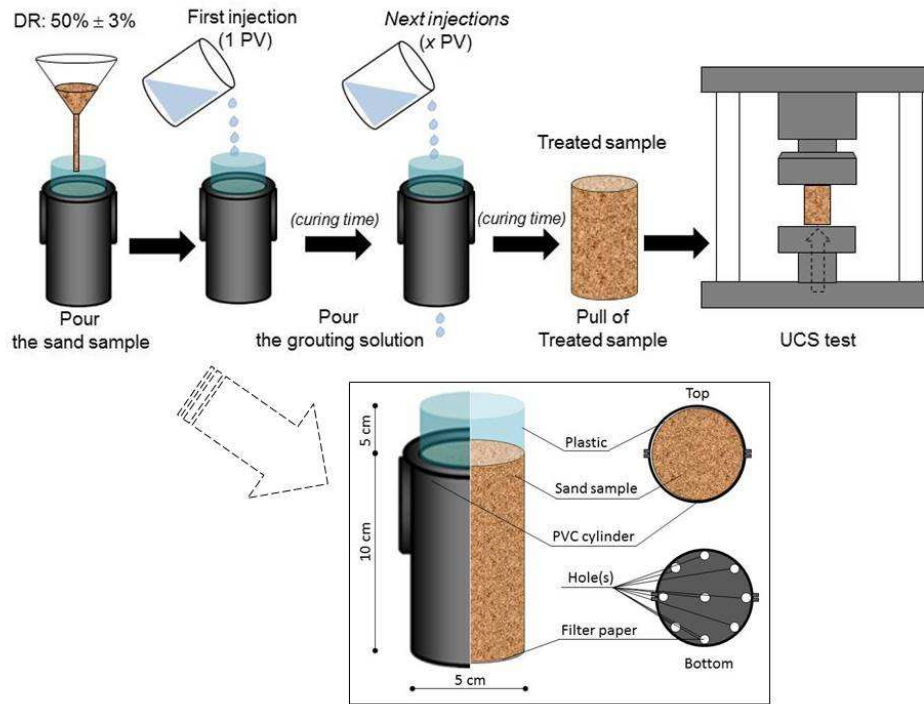 DR: 50% ± 3%
First injection
(1 PV)
Next injections
(x PV)
Treated sample
(curing time)
(curing time)
Pour
the sand sample
Pour
the grouting solution
Pull of
Treated sample
UCS test
Top
5 cm
Plastic
Sand sample
10 cm
PVC cylinder
Hole(s)
Filter paper
Bottom
5 cm